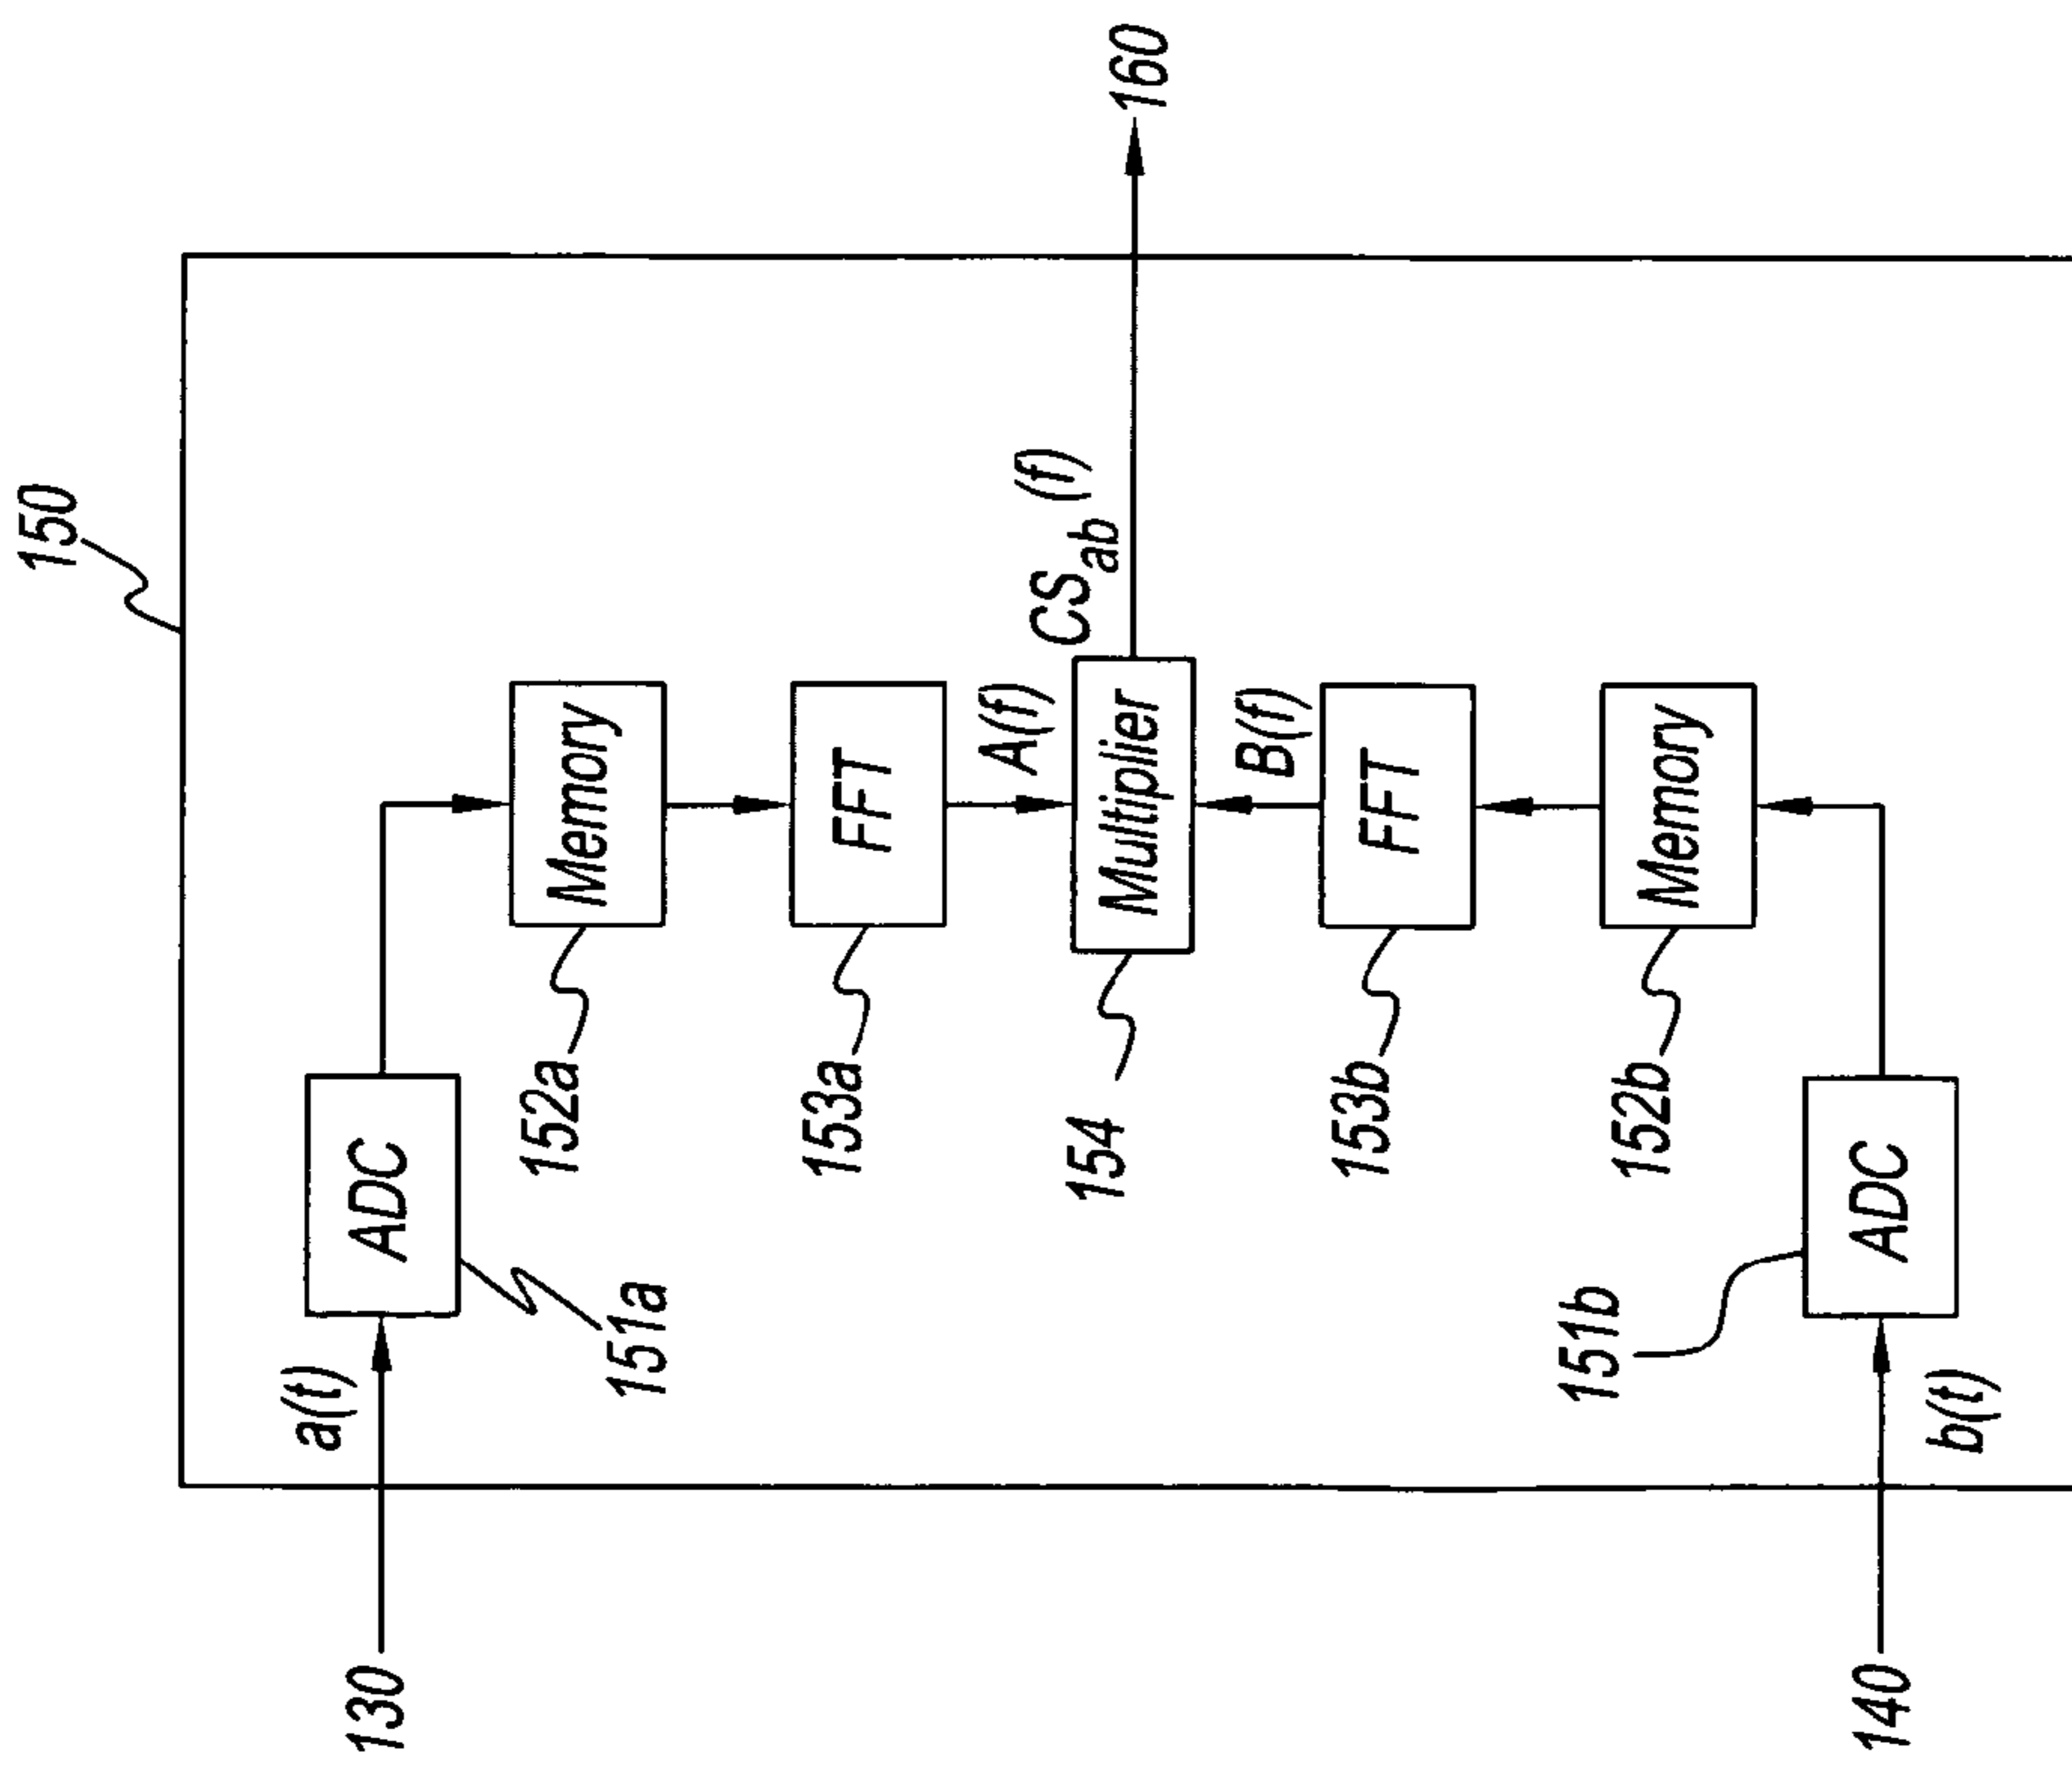 150
130
a(t)
ADC
151a
Memory
152a
FFT
153a
A(f)
Multiplier
154
CSab(f)
160
B(f)
FFT
153b
Memory
152b
ADC
151b
b(t)
140